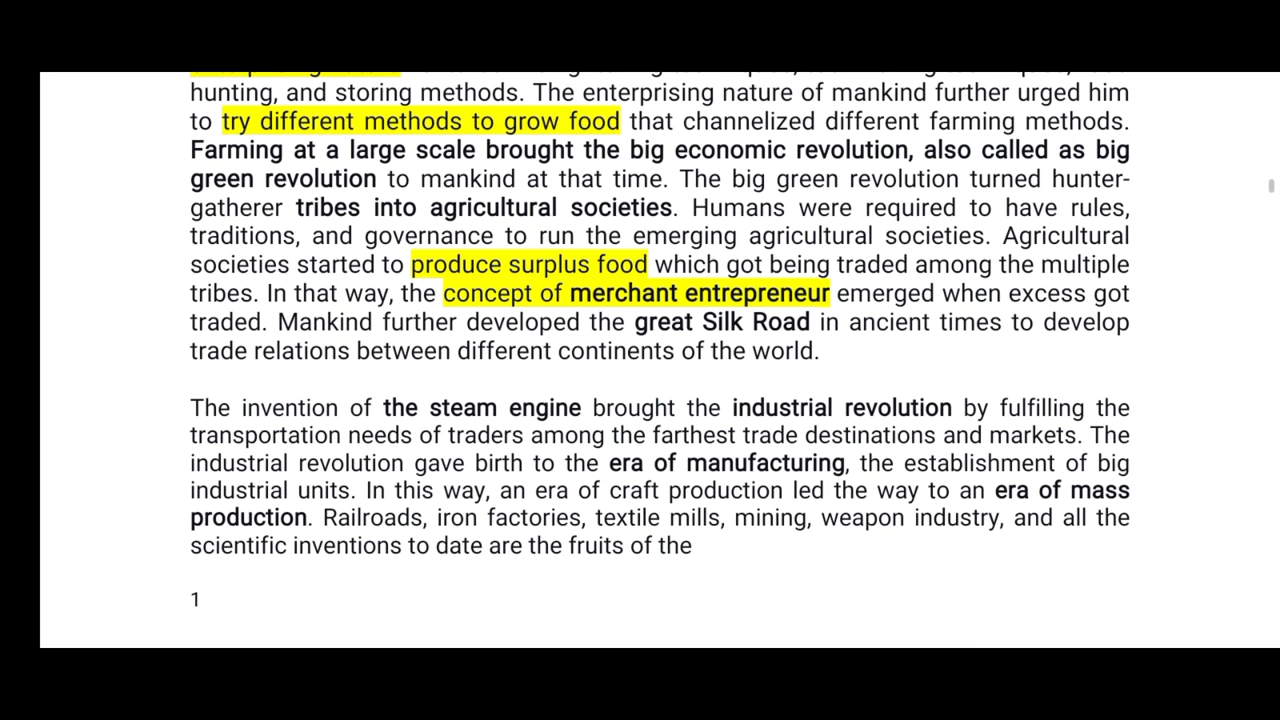 hunting, and storing methods. The enterprising nature of mankind further urged him
to try different methods to grow food that channelized different farming methods.
Farming at a large scale brought the big economic revolution, also called as big
green revolution to mankind at that time. The big green revolution turned hunter-
gatherer tribes into agricultural societies. Humans were required to have rules,
traditions, and governance to run the emerging agricultural societies. Agricultural
societies started to produce surplus food which got being traded among the multiple
tribes. In that way, the concept of merchant entrepreneur emerged when excess got
traded. Mankind further developed the great Silk Road in ancient times to develop
trade relations between different continents of the world.
The invention of the steam engine brought the industrial revolution by fulfilling the
transportation needs of traders among the farthest trade destinations and markets. The
industrial revolution gave birth to the era of manufacturing, the establishment of big
industrial units. In this way, an era of craft production led the way to an era of mass
production. Railroads, iron factories, textile mills, mining, weapon industry, and all the
scientific inventions to date are the fruits of the
1